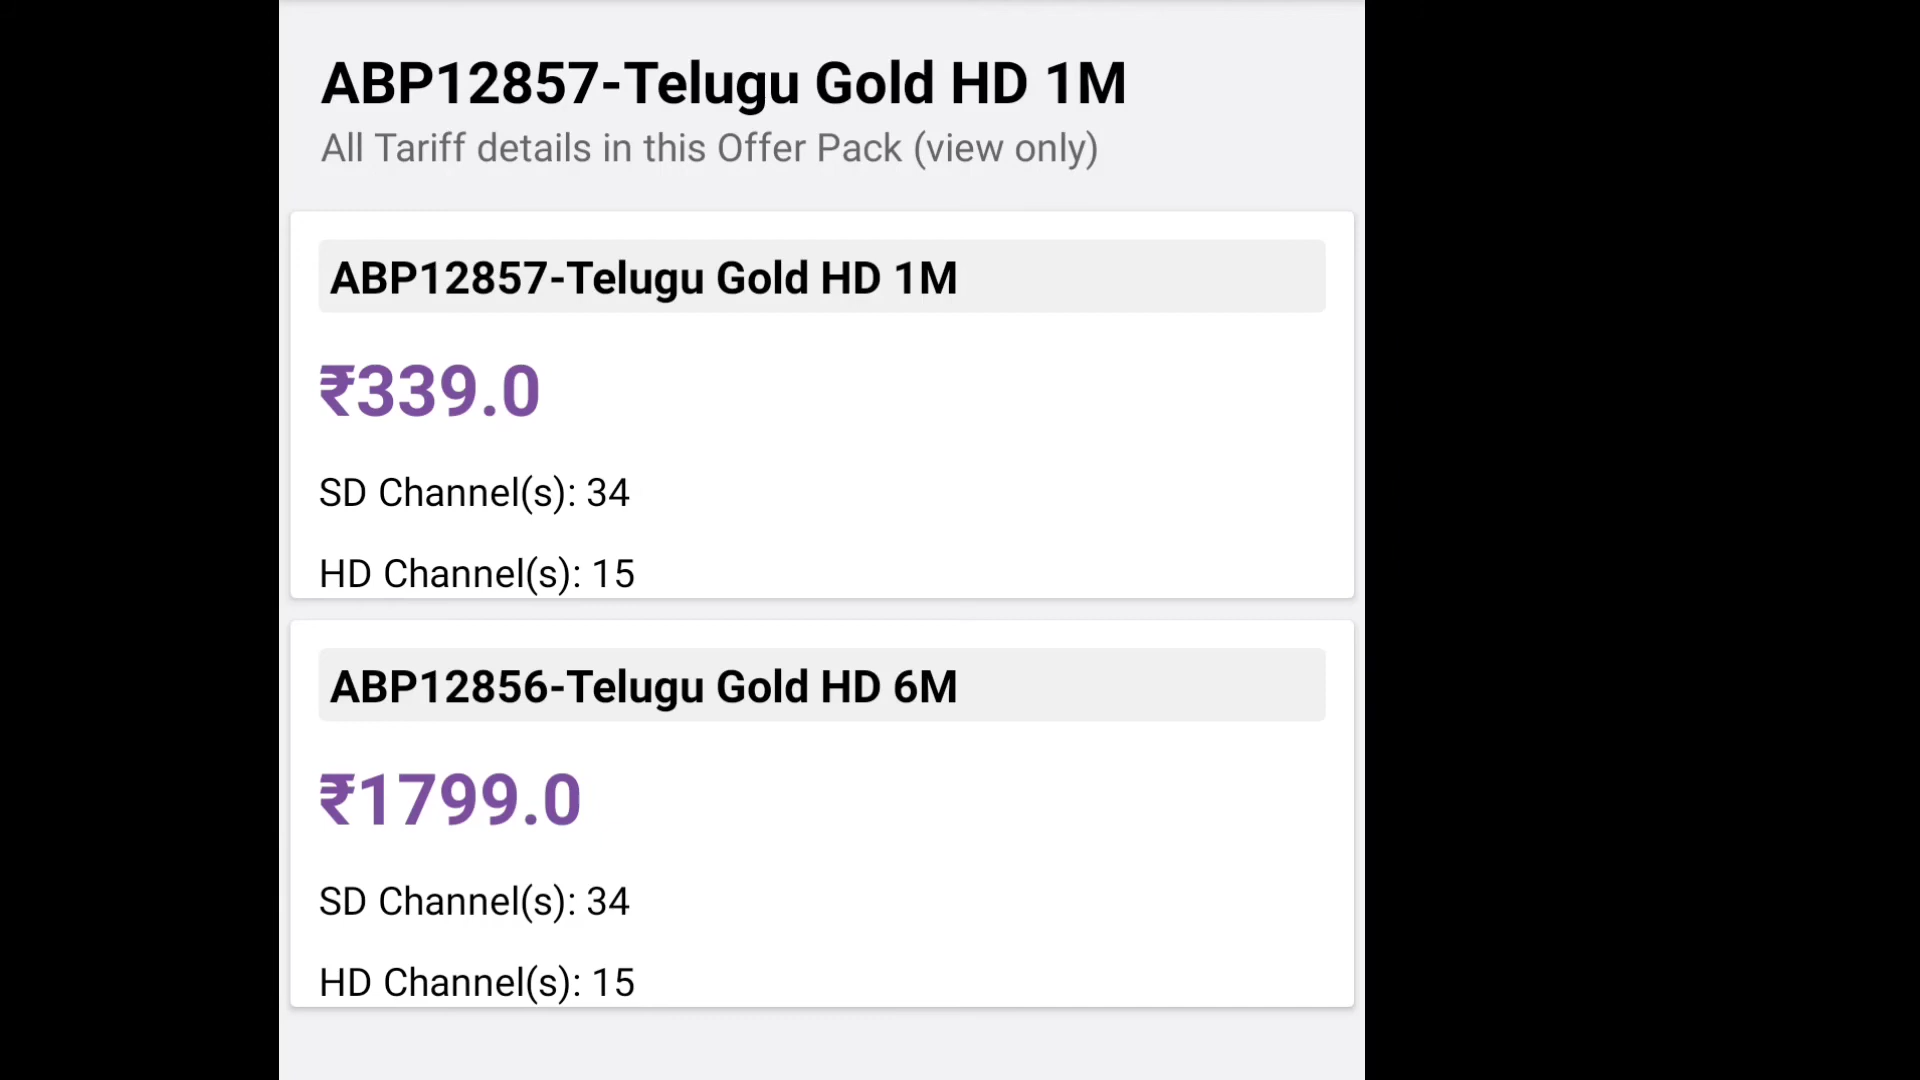 ABP12857-Telugu Gold HD 1M
All Tariff details in this Offer Pack (view only)
ABP12857-Telugu Gold HD 1M
₹339.0
SD Channel(s): 34
HD Channel(s): 15
ABP12856-Telugu Gold HD 6M
₹1799.0
SD Channel(s): 34
HD Channel(s): 15